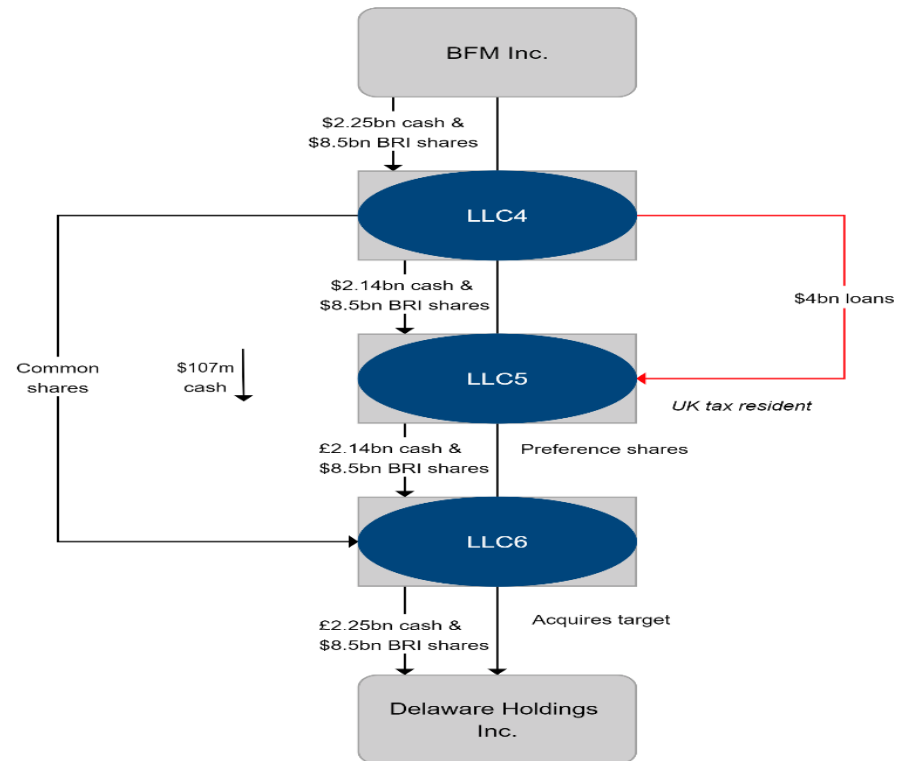 BFM Inc.
$2.25bn cash &
$8.5bn BRI shares
LLC4
$2.14bn cash &
$8.5bn BRI shares
$4bn loans
Common
shares
$107m
cash
LLC5
UK tax resident
£2.14bn cash &
$8.5bn BRI shares
Preference shares
LLC6
£2.25bn cash &
$8.5bn BRI shares
Acquires target
Delaware Holdings
Inc.